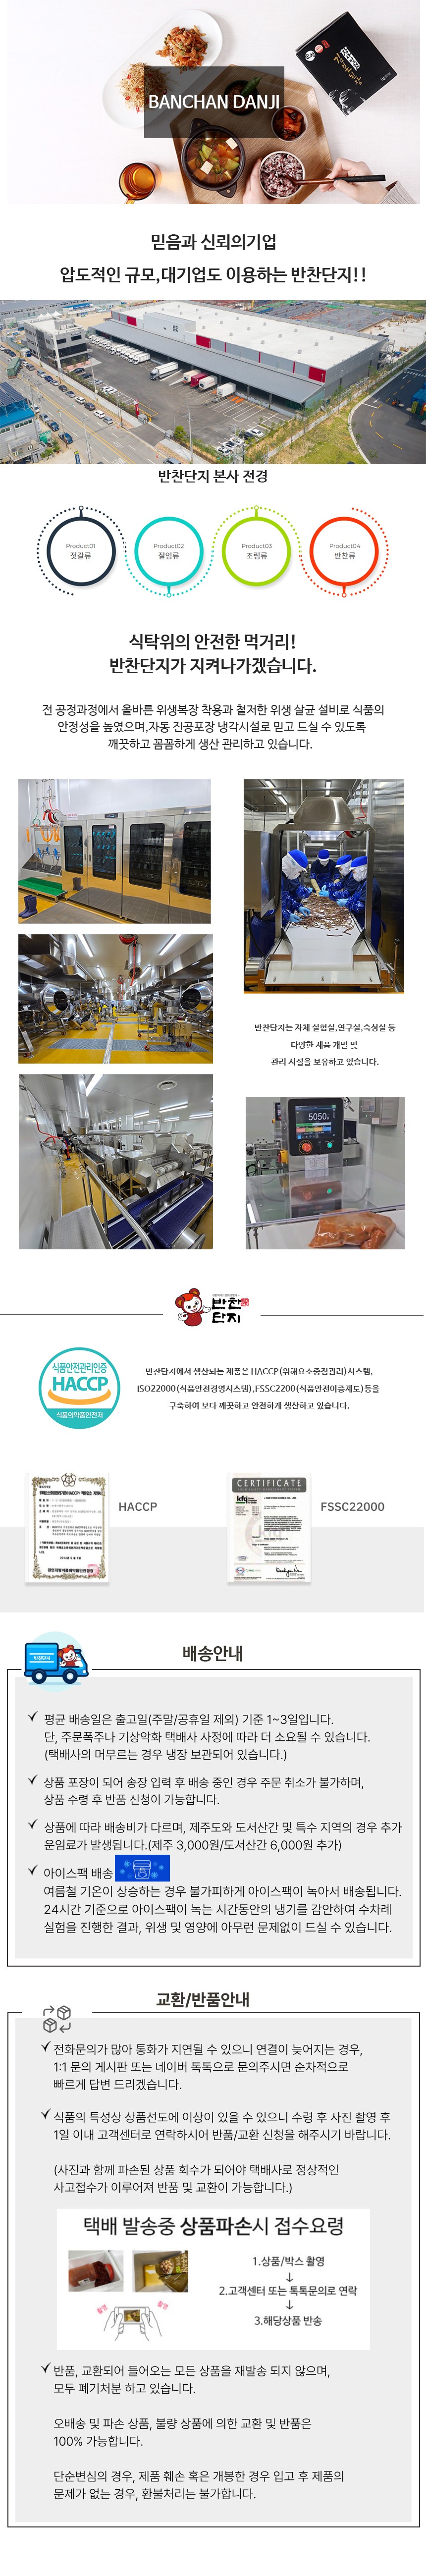 BANCHAN DANJI
믿음과 신뢰의기업
압도적인 규모,대기업도 이용하는 반찬단지!!
반찬단지 본사 전경
Product01
젓갈류
Product02
절임류
Product03
조림류
Product04
반찬류
식탁위의 안전한 먹거리!
반찬단지가 지켜나가겠습니다.
전 공정과정에서 올바른 위생복장 착용과 철저한 위생 살균 설비로 식품의
안정성을 높였으며,자동 진공포장 냉각시설로 믿고 드실 수 있도록
깨끗하고 꼼꼼하게 생산 관리하고 있습니다.
반찬단지는 자체 실험실,연구실,숙성실 등
다양한 제품 개발 및
관리 시설을 보유하고 있습니다.
5050
반찬
단지
식품안전관리인증
HACCP
식품의약품안전처
반찬단지에서 생산되는 제품은 HACCP(위해요소중점관리)시스템,
ISO22000(식품안전경영시스템),FSSC2200(식품안전이증제도)등을
구축하여 보다 깨끗하고 안전하게 생산하고 있습니다.
HACCP
CERTIFICATE
FSSC22000
반찬단지
배송안내
평균 배송일은 출고일(주말/공휴일 제외) 기준 1~3일입니다.
단, 주문폭주나 기상악화 택배사 사정에 따라 더 소요될 수 있습니다.
(택배사의 머무르는 경우 냉장 보관되어 있습니다.)
상품 포장이 되어 송장 입력 후 배송 중인 경우 주문 취소가 불가하며,
상품 수령 후 반품 신청이 가능합니다.
상품에 따라 배송비가 다르며, 제주도와 도서산간 및 특수 지역의 경우 추가
운임료가 발생됩니다.(제주 3,000원/도서산간 6,000원 추가)
아이스팩 배송
여름철 기온이 상승하는 경우 불가피하게 아이스팩이 녹아서 배송됩니다.
24시간 기준으로 아이스팩이 녹는 시간동안의 냉기를 감안하여 수차례
실험을 진행한 결과, 위생 및 영양에 아무런 문제없이 드실 수 있습니다.
교환/반품안내
전화문의가 많아 통화가 지연될 수 있으니 연결이 늦어지는 경우,
1:1 문의 게시판 또는 네이버 톡톡으로 문의주시면 순차적으로
빠르게 답변 드리겠습니다.
식품의 특성상 상품선도에 이상이 있을 수 있으니 수령 후 사진 촬영 후
1일 이내 고객센터로 연락하시어 반품/교환 신청을 해주시기 바랍니다.
(사진과 함께 파손된 상품 회수가 되어야 택배사로 정상적인
사고접수가 이루어져 반품 및 교환이 가능합니다.)
택배 발송중 상품파손시 접수요령
1.상품/박스 촬영
↓
2.고객센터 또는 톡톡문의로 연락
↓
3.해당상품 반송
반품, 교환되어 들어오는 모든 상품을 재발송 되지 않으며,
모두 폐기처분 하고 있습니다.
오배송 및 파손 상품, 불량 상품에 의한 교환 및 반품은
100% 가능합니다.
단순변심의 경우, 제품 훼손 혹은 개봉한 경우 입고 후 제품의
문제가 없는 경우, 환불처리는 불가합니다.